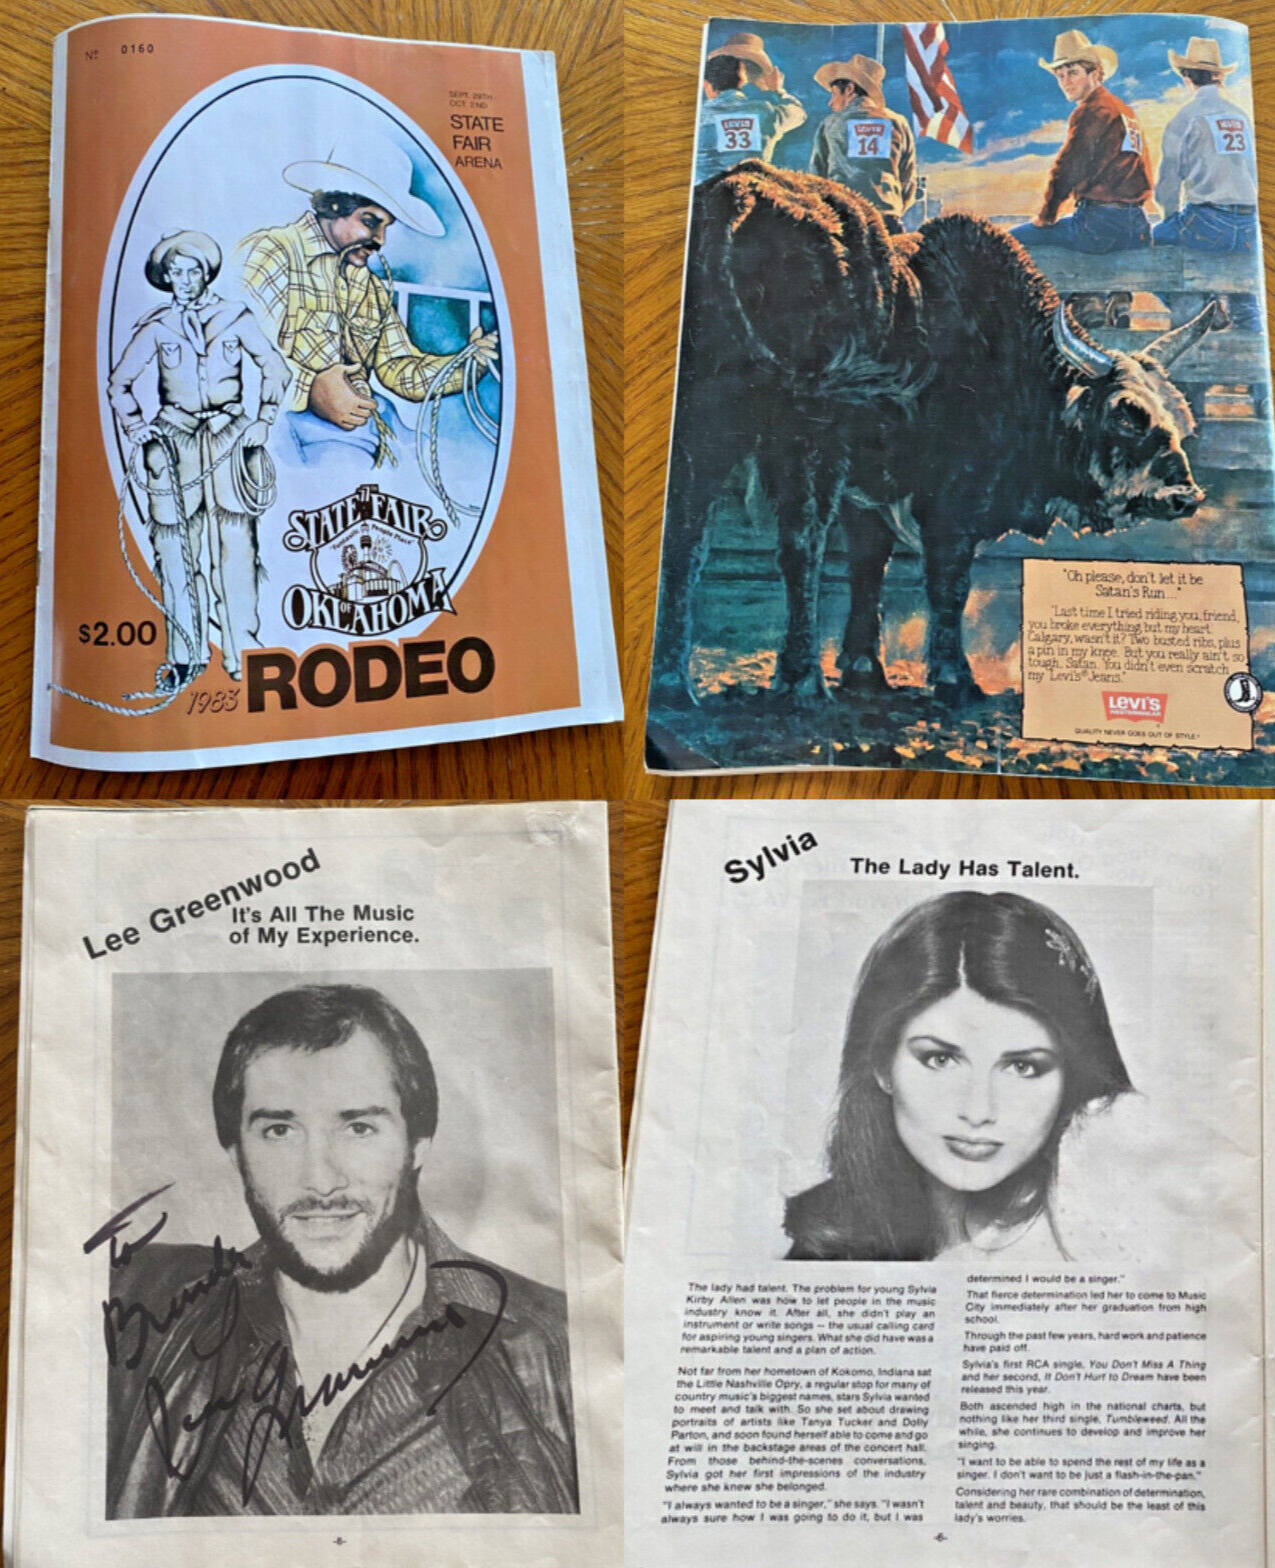 Nº 0160
SEPT. 29TH
OCT. 2ND
STATE
FAIR
ARENA
THE
STATE FAIR
OF
OKLAHOMA
$2.00
1983 RODEO
LEVI'S
33
LEVI'S
14
LEVI'S
23
"Oh please, don't let it be
Satan's Run..."
"Last time I tried riding you, friend,
you broke everything but my heart.
Calgary, wasn't it? Two busted ribs, plus
a pin in my knee. But you really ain't so
tough, Satan. You didn't even scratch
my Levi's® Jeans."
LEVI'S
WESTERNWEAR
QUALITY NEVER GOES OUT OF STYLE®
Lee Greenwood
It's All The Music
of My Experience.
To
Brenda
Lee Greenwood
-8-
Sylvia
The Lady Has Talent.
The lady had talent. The problem for young Sylvia
Kirby Allen was how to let people in the music
industry know it. After all, she didn't play an
instrument or write songs — the usual calling card
for aspiring young singers. What she did have was a
remarkable talent and a plan of action.
Not far from her hometown of Kokomo, Indiana sat
the Little Nashville Opry, a regular stop for many of
country music's biggest names, stars Sylvia wanted
to meet and talk with. So she set about drawing
portraits of artists like Tanya Tucker and Dolly
Parton, and soon found herself able to come and go
at will in the backstage areas of the concert hall.
From those behind-the-scenes conversations,
Sylvia got her first impressions of the industry
where she knew she belonged.
"I always wanted to be a singer," she says. "I wasn't
always sure how I was going to do it, but I was
determined I would be a singer."
That fierce determination led her to come to Music
City immediately after her graduation from high
school.
Through the past few years, hard work and patience
have paid off.
Sylvia's first RCA single, You Don't Miss A Thing
and her second, It Don't Hurt to Dream have been
released this year.
Both ascended high in the national charts, but
nothing like her third single, Tumbleweed. All the
while, she continues to develop and improve her
singing.
"I want to be able to spend the rest of my life as a
singer. I don't want to be just a flash-in-the-pan."
Considering her rare combination of determination,
talent and beauty, that should be the least of this
lady's worries.
-6-